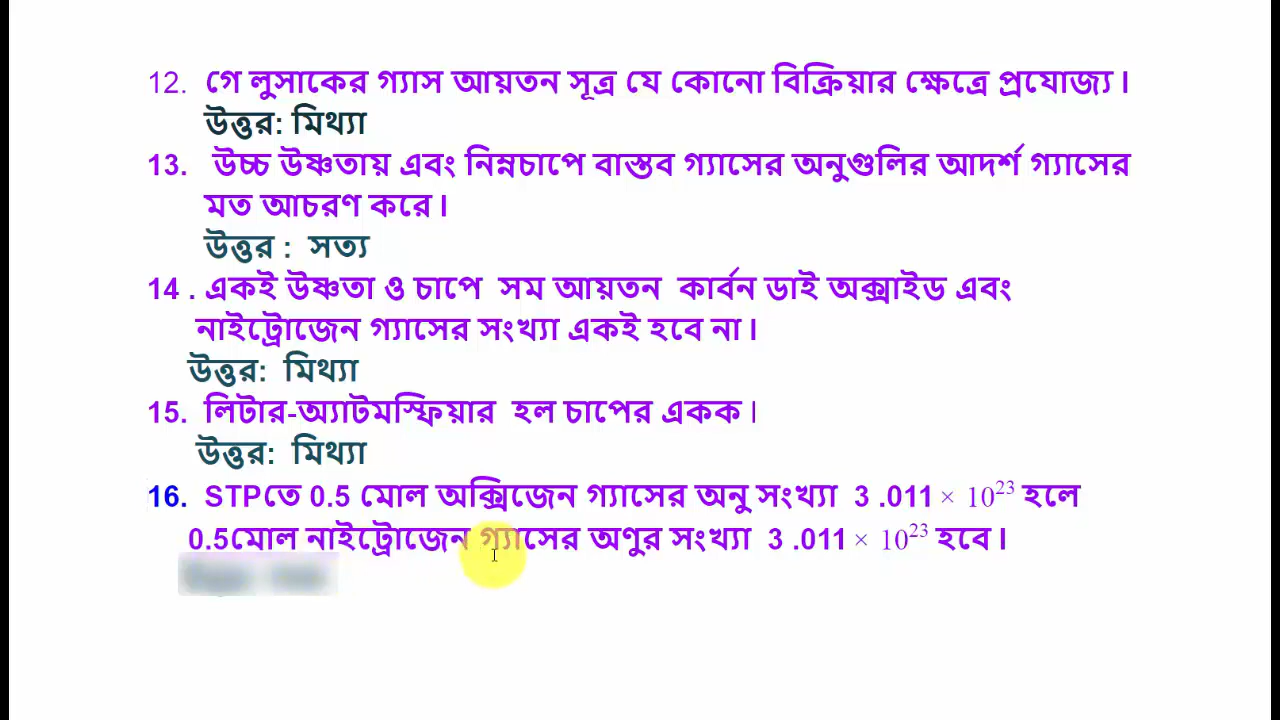 12. গে লুসাকের গ্যাস আয়তন সূত্র যে কোনো বিক্রিয়ার ক্ষেত্রে প্রযোজ্য।
উত্তর: মিথ্যা
13. উচ্চ উষ্ণতায় এবং নিম্নচাপে বাস্তব গ্যাসের অনুগুলির আদর্শ গ্যাসের
মত আচরণ করে।
উত্তর : সত্য
14 . একই উষ্ণতা ও চাপে সম আয়তন কার্বন ডাই অক্সাইড এবং
নাইট্রোজেন গ্যাসের সংখ্যা একই হবে না।
উত্তর: মিথ্যা
15. লিটার-অ্যাটমস্ফিয়ার হল চাপের একক।
উত্তর: মিথ্যা
16. STPতে 0.5 মোল অক্সিজেন গ্যাসের অনু সংখ্যা 3 .011 × 10²³ হলে
0.5মোল নাইট্রোজেন গ্যাসের অণুর সংখ্যা 3 .011 × 10²³ হবে।